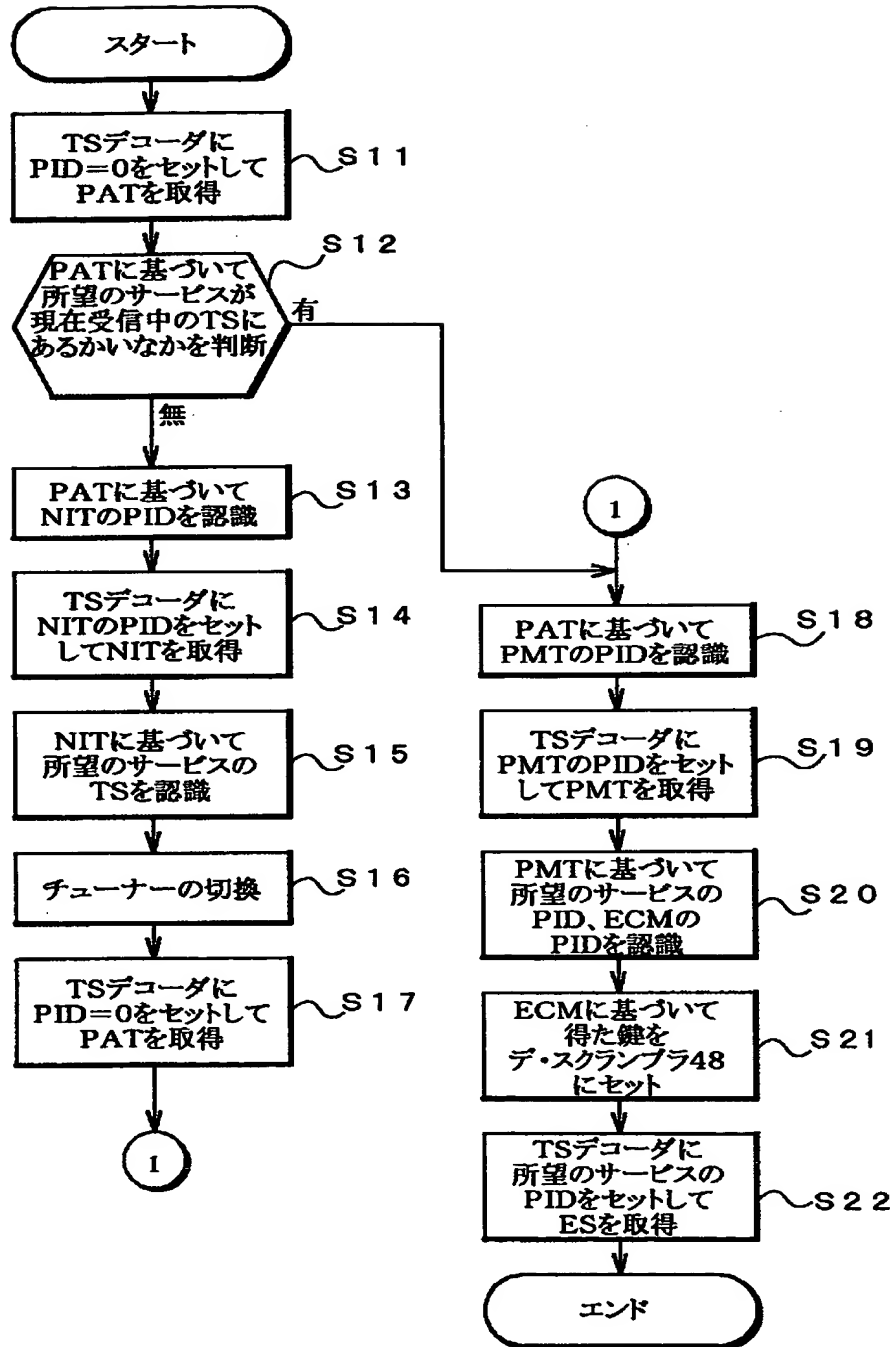 スタート
TSデコーダに
PID=0をセットして
PATを取得
S11
S12
PATに基づいて
所望のサービスが
現在受信中のTSに
あるかいなかを判断
有
無
PATに基づいて
NITのPIDを認識
S13
TSデコーダに
NITのPIDをセット
してNITを取得
S14
NITに基づいて
所望のサービスの
TSを認識
S15
チューナーの切換
S16
TSデコーダに
PID=0をセットして
PATを取得
S17
1
1
PATに基づいて
PMTのPIDを認識
S18
TSデコーダに
PMTのPIDをセット
してPMTを取得
S19
PMTに基づいて
所望のサービスの
PID、ECMの
PIDを認識
S20
ECMに基づいて
得た鍵を
デ・スクランブラ48
にセット
S21
TSデコーダに
所望のサービスの
PIDをセットして
ESを取得
S22
エンド